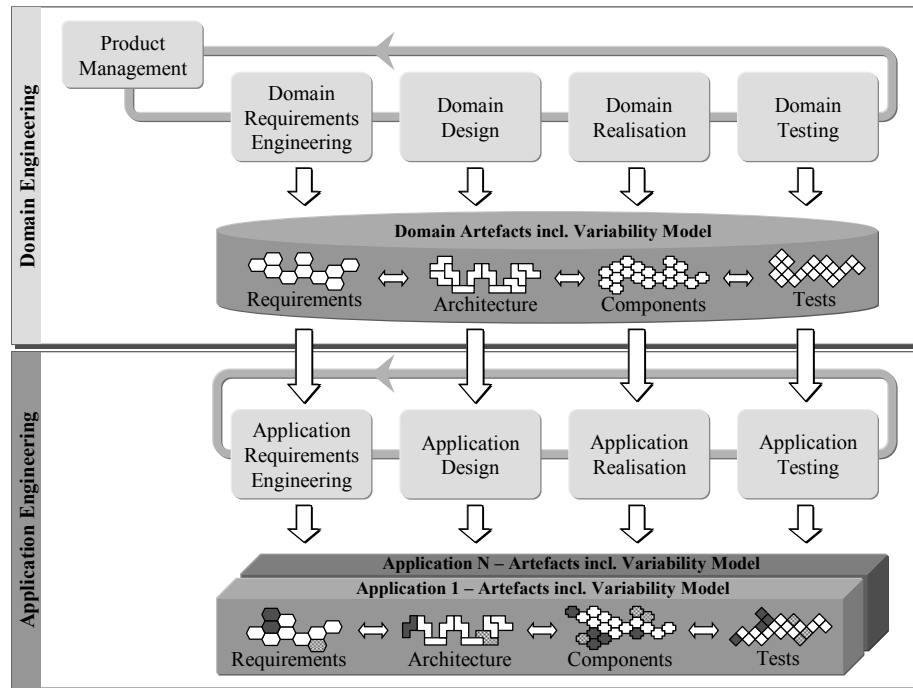 Domain Engineering
Product
Management
Domain
Requirements
Engineering
Domain
Design
Domain
Realisation
Domain
Testing
Domain Artefacts incl. Variability Model
Requirements
Architecture
Components
Tests
Application Engineering
Application
Requirements
Engineering
Application
Design
Application
Realisation
Application
Testing
Application N – Artefacts incl. Variability Model
Application 1 – Artefacts incl. Variability Model
Requirements
Architecture
Components
Tests